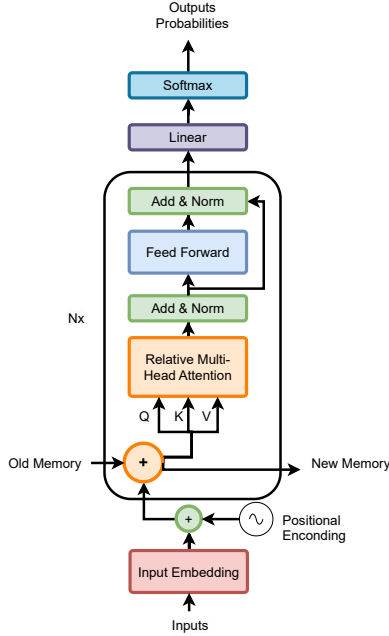 Outputs
Probabilities
Softmax
Linear
Add & Norm
Feed Forward
Nx
Add & Norm
Relative Multi-
Head Attention
Q K V
Old Memory
+
New Memory
+
Positional
Enconding
Input Embedding
Inputs